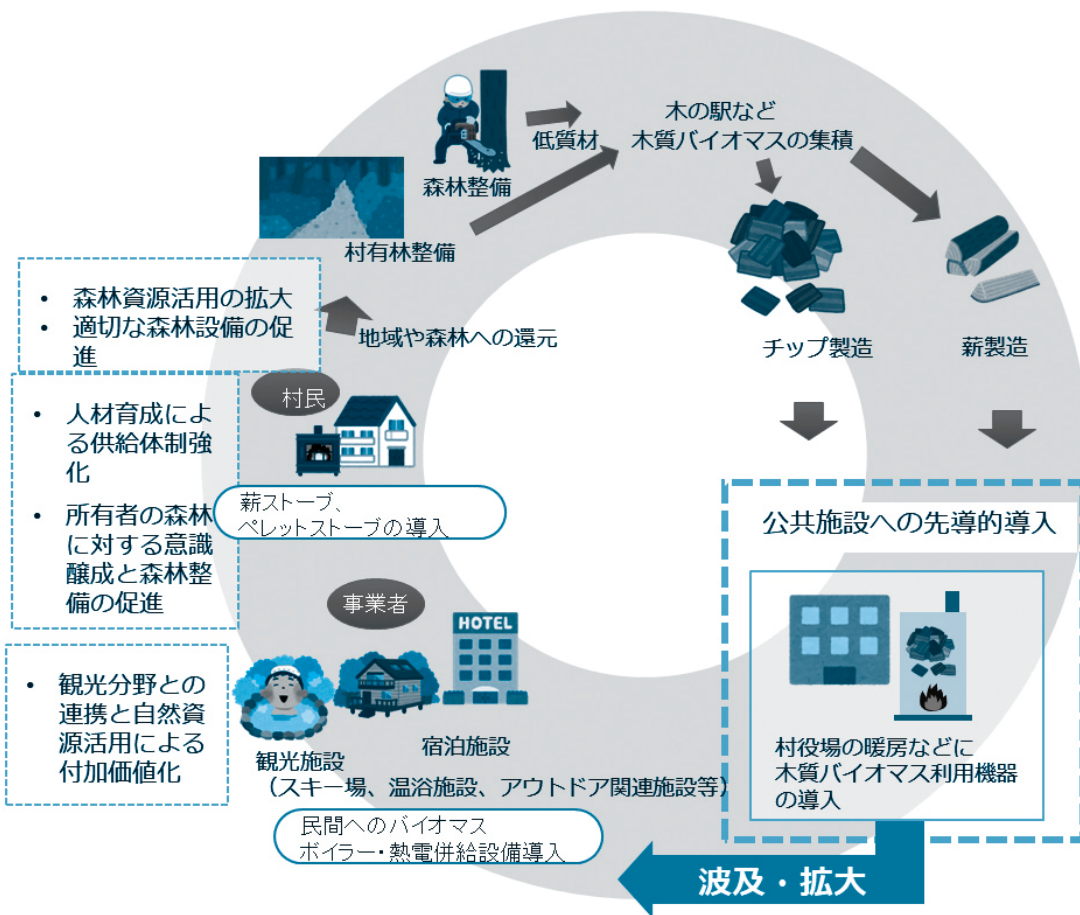 森林整備
低質材
木の駅など
木質バイオマスの集積
村有林整備
• 森林資源活用の拡大
• 適切な森林設備の促
進
地域や森林への還元
チップ製造
薪製造
村民
• 人材育成によ
る供給体制強
化
• 所有者の森林
に対する意識
醸成と森林整
備の促進
薪ストーブ、
ペレットストーブの導入
公共施設への先導的導入
事業者
HOTEL
• 観光分野との
連携と自然資
源活用による
付加価値化
観光施設
宿泊施設
（スキー場、温浴施設、アウトドア関連施設等）
村役場の暖房などに
木質バイオマス利用機器
の導入
民間へのバイオマス
ボイラー・熱電併給設備導入
波及・拡大